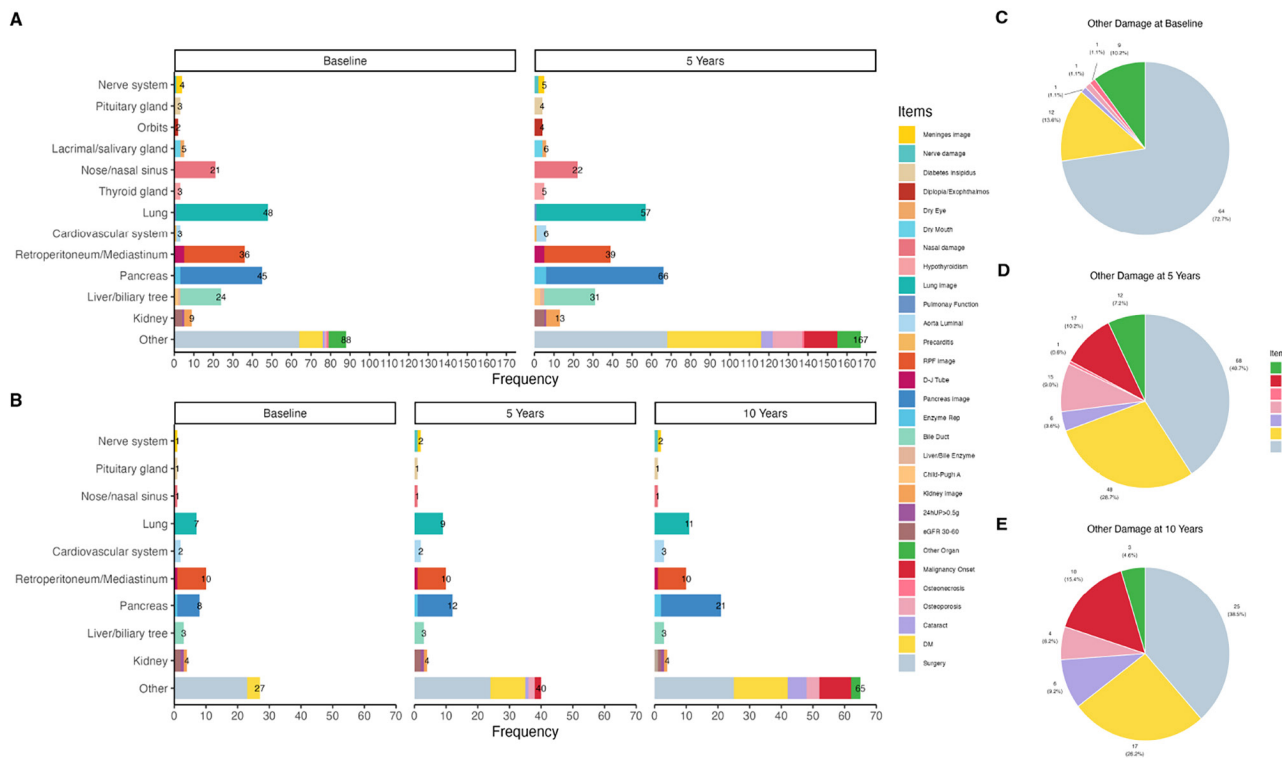 A
Baseline
5 Years
Nerve system
4
5
Pituitary gland
3
4
Orbits
2
4
Lacrimal/salivary gland
5
6
Nose/nasal sinus
21
22
Thyroid gland
3
5
Lung
48
57
Cardiovascular system
3
6
Retroperitoneum/Mediastinum
36
39
Pancreas
45
66
Liver/biliary tree
24
31
Kidney
9
13
Other
88
167
0 10 20 30 40 50 60 70 80 90 100 110 120 130 140 150 160 170
0 10 20 30 40 50 60 70 80 90 100 110 120 130 140 150 160 170
Frequency
B
Baseline
5 Years
10 Years
Nerve system
1
2
2
Pituitary gland
1
1
1
Nose/nasal sinus
1
1
1
Lung
7
9
11
Cardiovascular system
2
2
3
Retroperitoneum/Mediastinum
10
10
10
Pancreas
8
12
21
Liver/biliary tree
3
3
3
Kidney
4
4
4
Other
27
40
65
0 10 20 30 40 50 60 70
0 10 20 30 40 50 60 70
0 10 20 30 40 50 60 70
Frequency
Items
Meninges Image
Nerve damage
Diabetes Insipidus
Diplopia/Exophthalmos
Dry Eye
Dry Mouth
Nasal damage
Hypothyroidism
Lung Image
Pulmonay Function
Aorta Luminal
Precarditis
RPF Image
D-J Tube
Pancreas Image
Enzyme Rep
Bile Duct
Liver/Bile Enzyme
Child-Pugh A
Kidney Image
24hUP>0.5g
eGFR 30-60
Other Organ
Malignancy Onset
Osteonecrosis
Osteoporosis
Cataract
DM
Surgery
C
Other Damage at Baseline
1
(1.1%)
9
(10.2%)
1
(1.1%)
1
(1.1%)
12
(13.6%)
64
(72.7%)
D
Other Damage at 5 Years
12
(7.2%)
17
(10.2%)
1
(0.6%)
15
(9.0%)
6
(3.6%)
48
(28.7%)
68
(40.7%)
Item
E
Other Damage at 10 Years
3
(4.6%)
10
(15.4%)
4
(6.2%)
6
(9.2%)
17
(26.2%)
25
(38.5%)